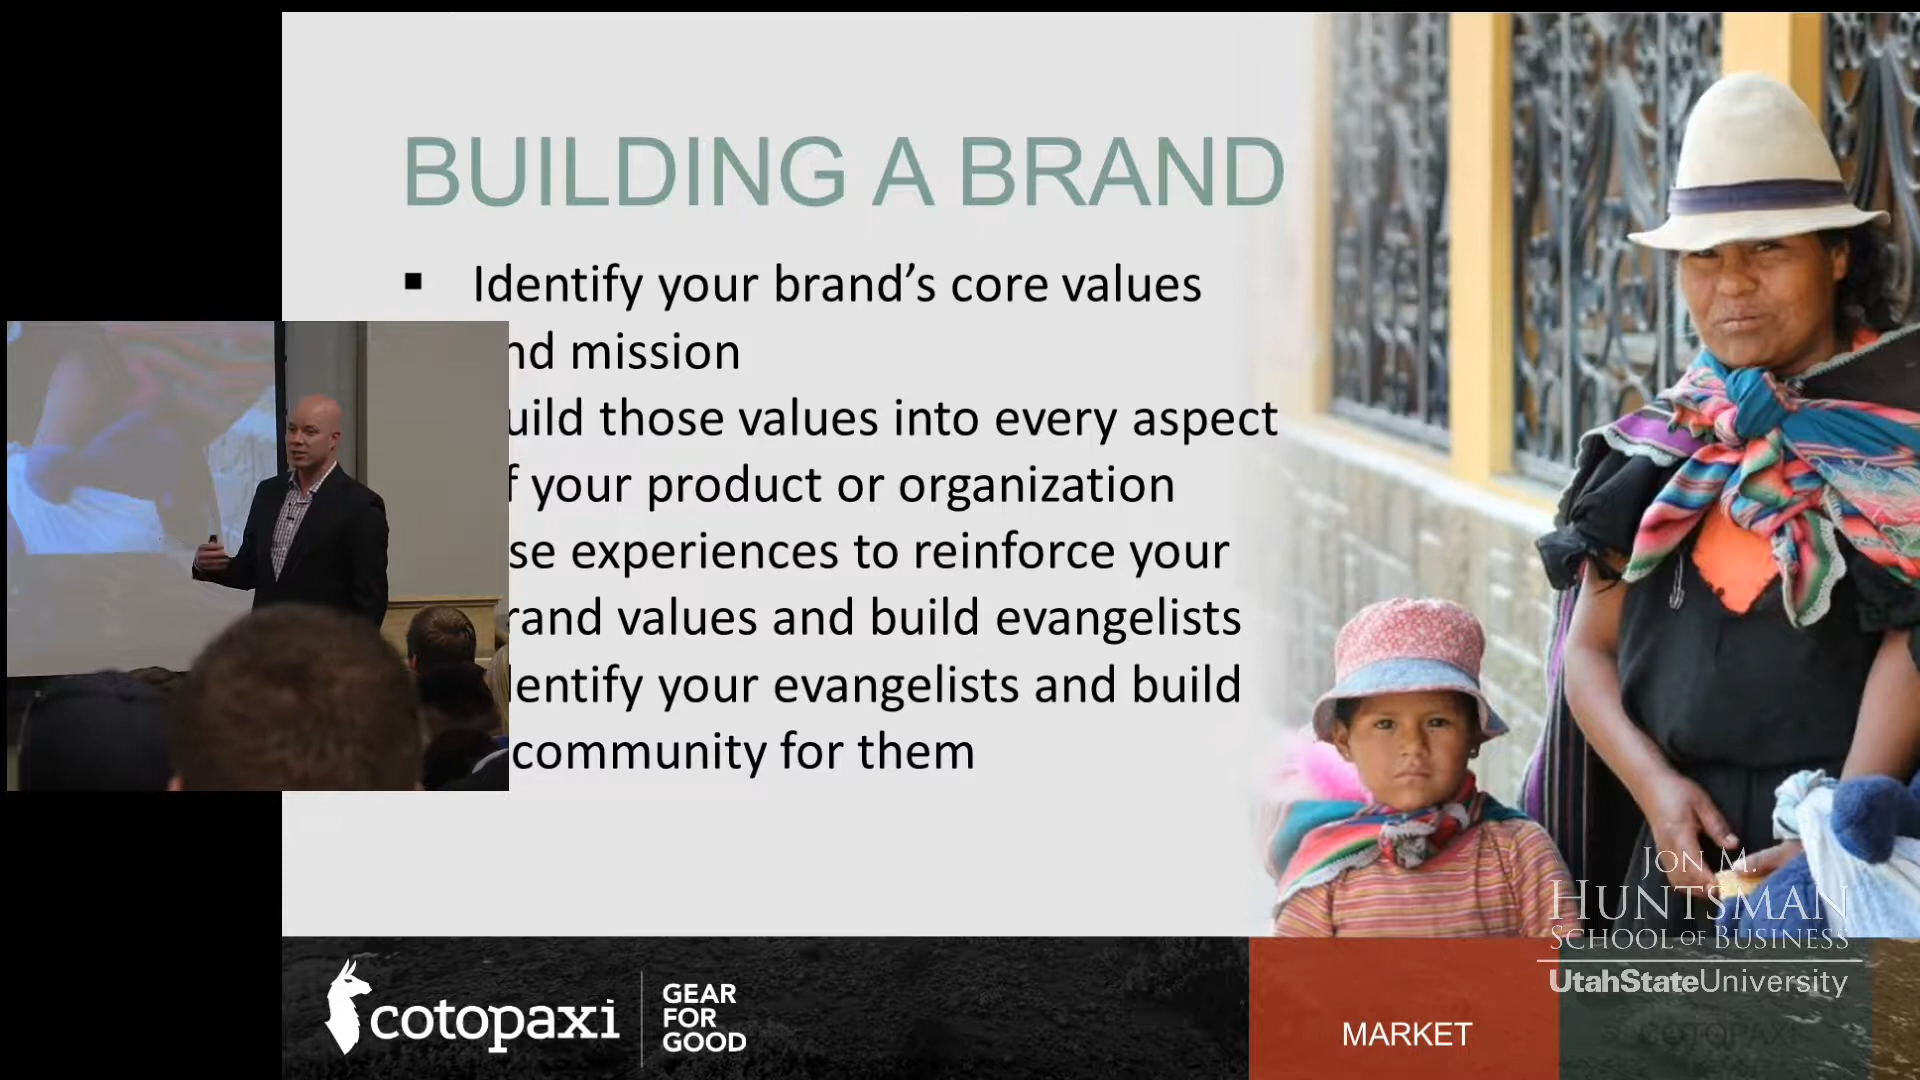 BUILDING A BRAND
▪ Identify your brand's core values
nd mission
uild those values into every aspect
f your product or organization
se experiences to reinforce your
rand values and build evangelists
entify your evangelists and build
community for them
JON M.
HUNTSMAN
SCHOOL OF BUSINESS
UtahStateUniversity
cotopaxi
GEAR
FOR
GOOD
MARKET
COTOPAXI